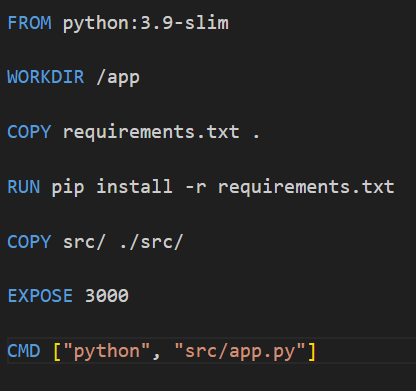 FROM python:3.9-slim
WORKDIR /app
COPY requirements.txt .
RUN pip install -r requirements.txt
COPY src/ ./src/
EXPOSE 3000
CMD ["python", "src/app.py"]